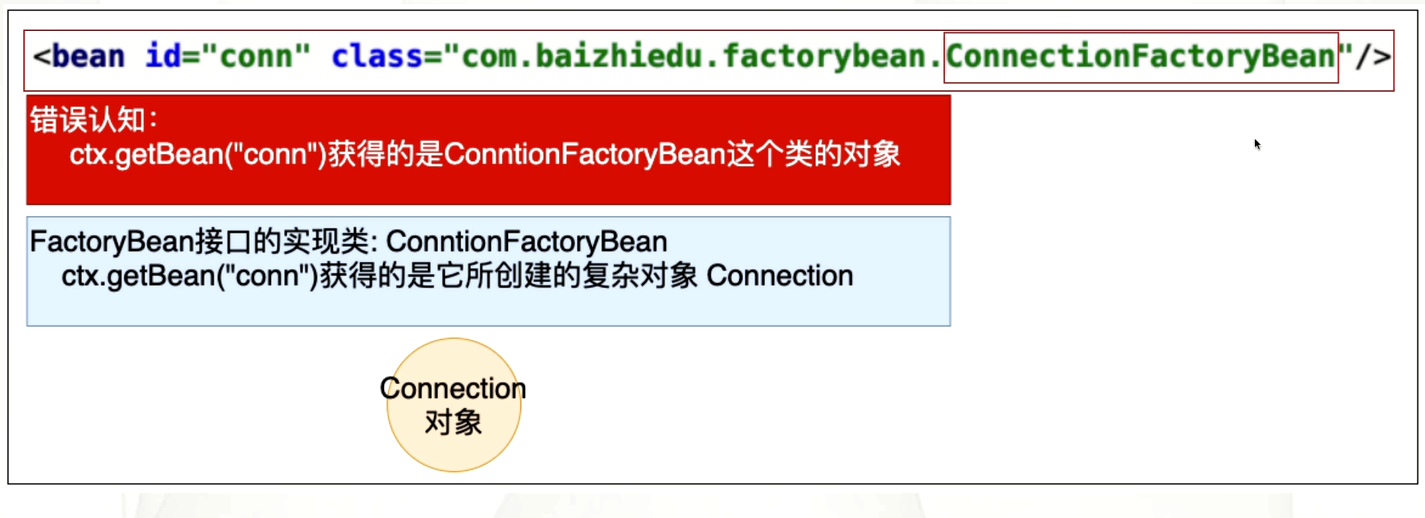 <bean id="conn" class="com.baizhiedu.factorybean.ConnectionFactoryBean"/>
错误认知：
ctx.getBean("conn")获得的是ConntionFactoryBean这个类的对象
FactoryBean接口的实现类: ConntionFactoryBean
ctx.getBean("conn")获得的是它所创建的复杂对象 Connection
Connection
对象